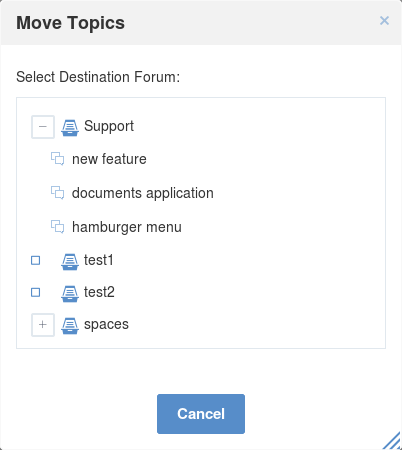 Move Topics
Select Destination Forum:
Support
new feature
documents application
hamburger menu
test1
test2
spaces
Cancel